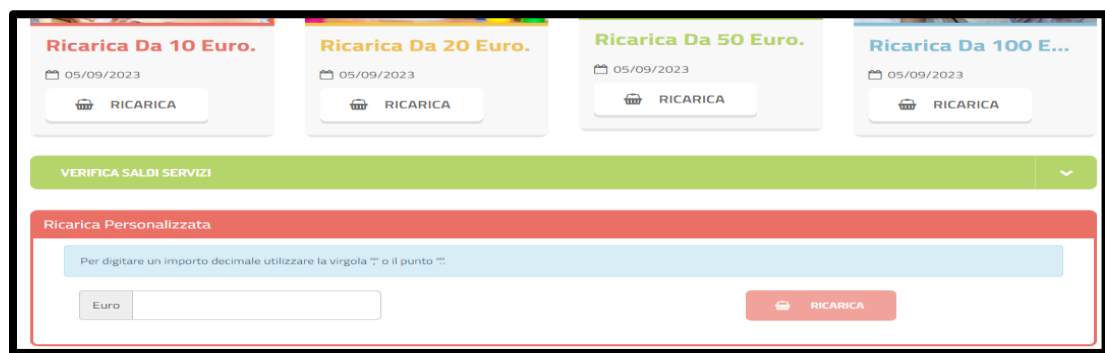 Ricarica Da 10 Euro.
05/09/2023
RICARICA
Ricarica Da 20 Euro.
05/09/2023
RICARICA
Ricarica Da 50 Euro.
05/09/2023
RICARICA
Ricarica Da 100 E...
05/09/2023
RICARICA
VERIFICA SALDI SERVIZI
Ricarica Personalizzata
Per digitare un importo decimale utilizzare la virgola "," o il punto ".".
Euro
RICARICA